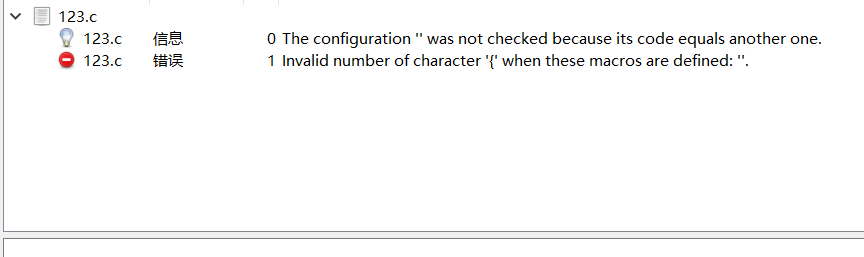 123.c
123.c 信息 0 The configuration '' was not checked because its code equals another one.
123.c 错误 1 Invalid number of character '{' when these macros are defined: ''.